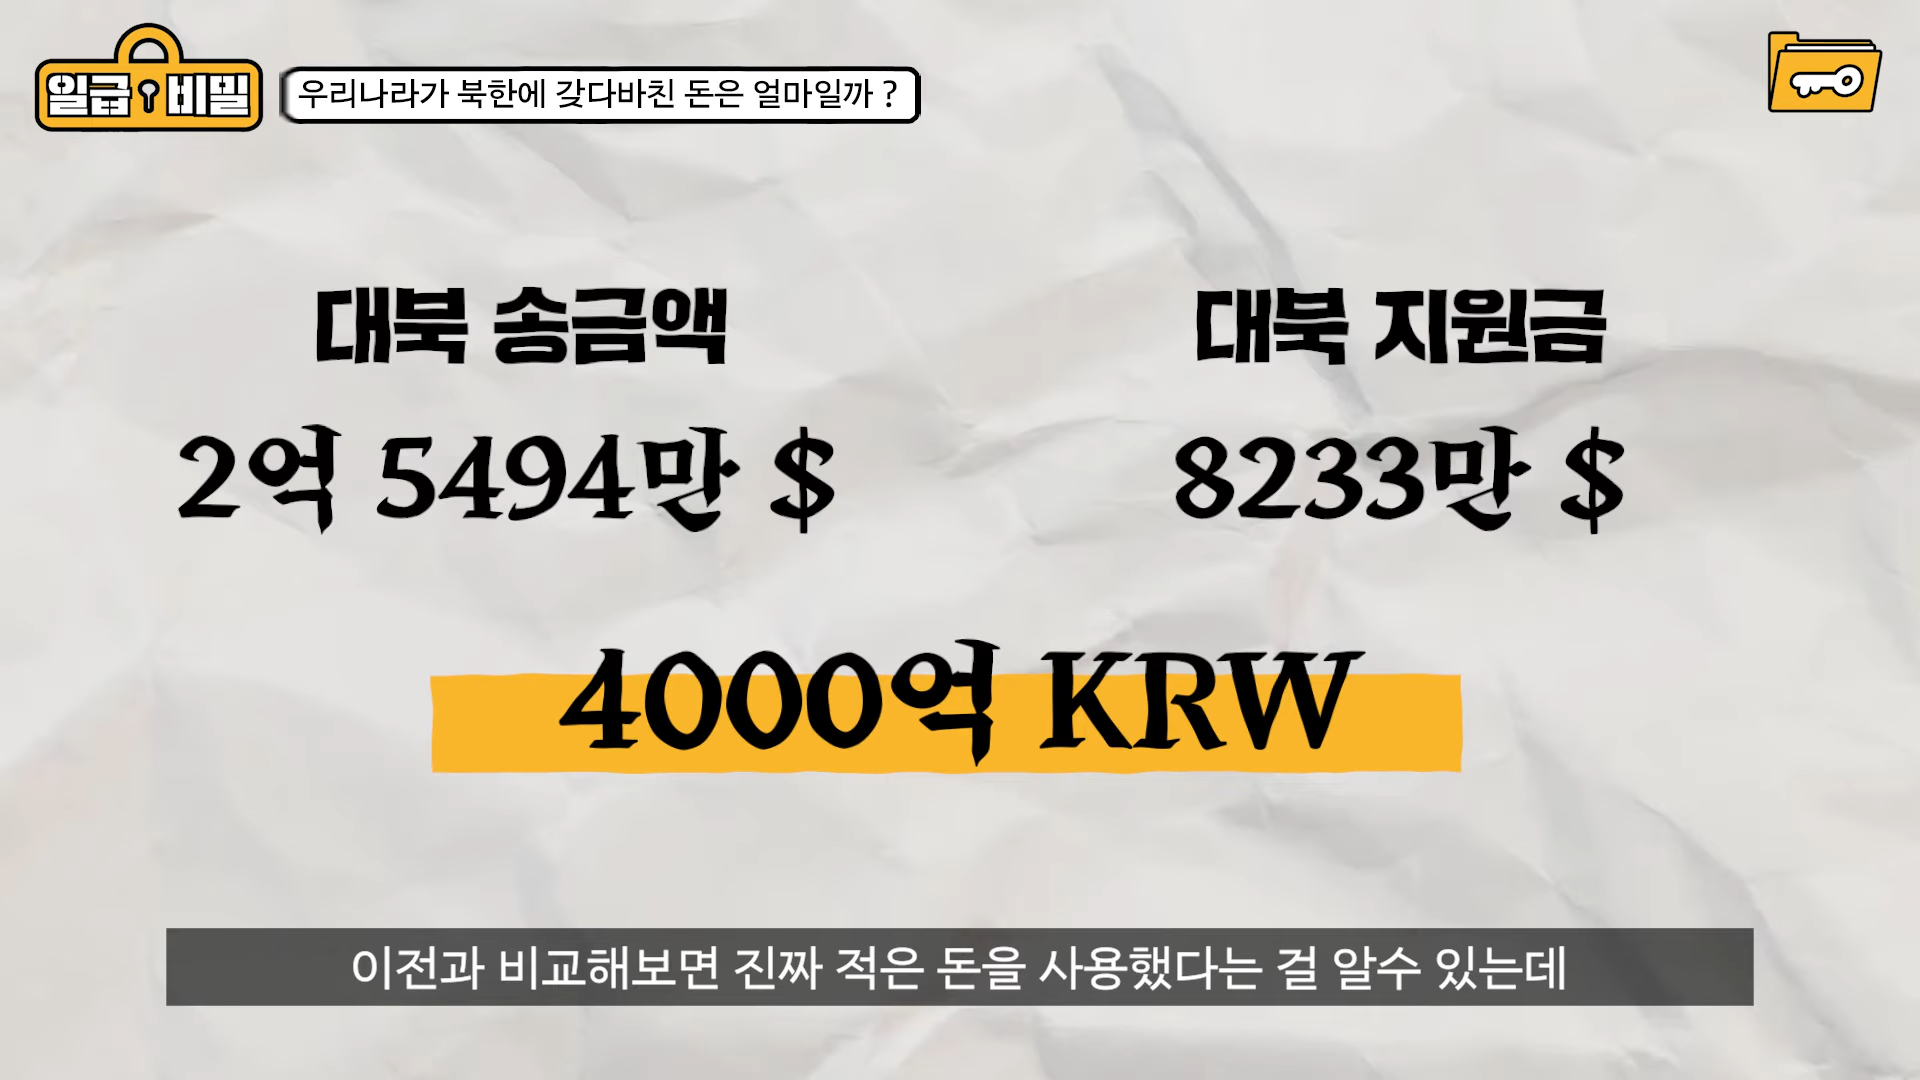 일급비밀
우리나라가 북한에 갖다바친 돈은 얼마일까 ?
대북 송금액
2억 5494만 $
대북 지원금
8233만 $
4000억 KRW
이전과 비교해보면 진짜 적은 돈을 사용했다는 걸 알수 있는데